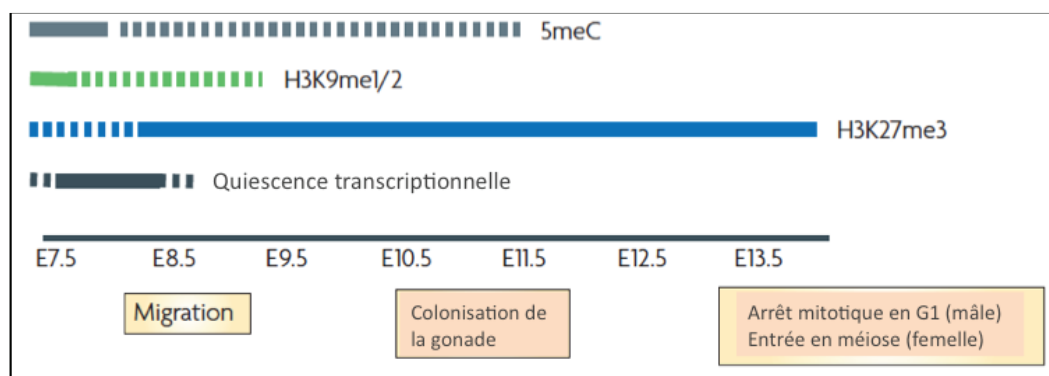 5meC
H3K9me1/2
H3K27me3
Quiescence transcriptionnelle
E7.5 E8.5 E9.5 E10.5 E11.5 E12.5 E13.5
Migration
Colonisation de
la gonade
Arrêt mitotique en G1 (mâle)
Entrée en méiose (femelle)